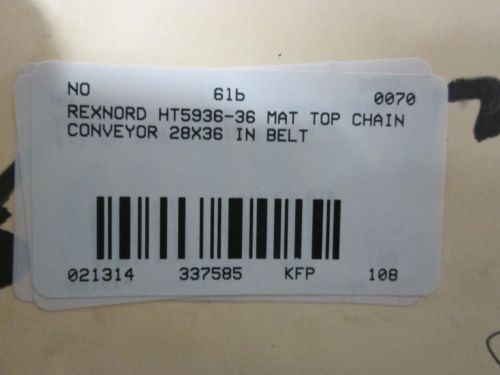 NO 61b 0070
REXNORD HT5936-36 MAT TOP CHAIN
CONVEYOR 28X36 IN BELT
021314 337585 KFP 108